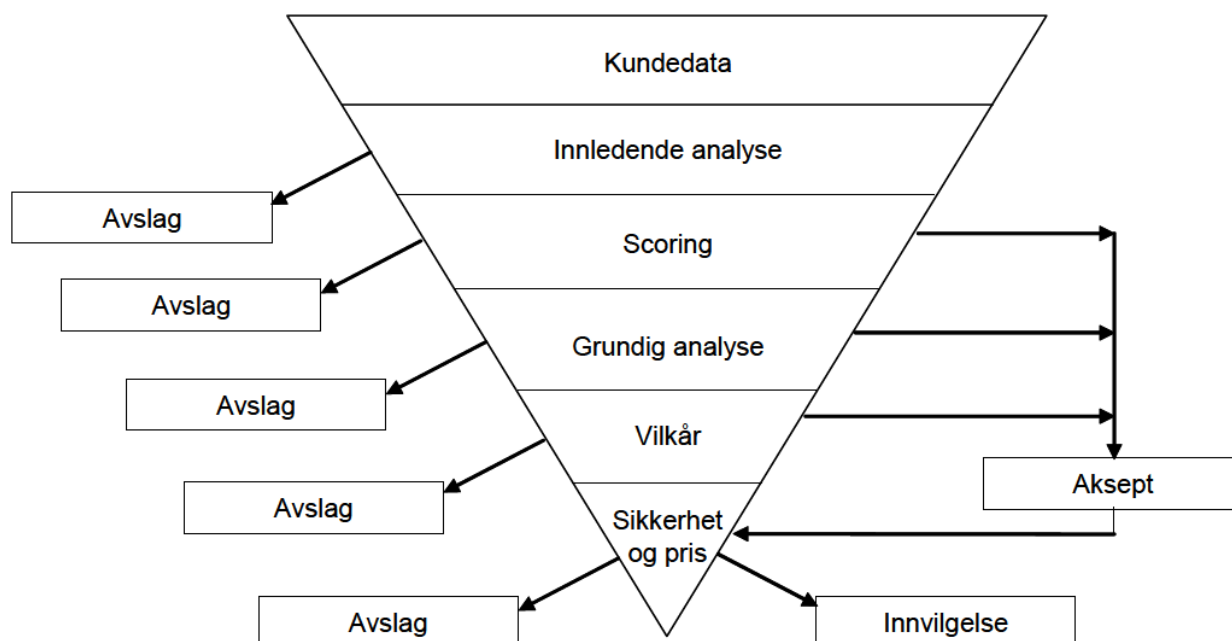 Kundedata
Innledende analyse
Avslag
Scoring
Avslag
Grundig analyse
Avslag
Vilkår
Aksept
Avslag
Sikkerhet
og pris
Avslag
Innvilgelse